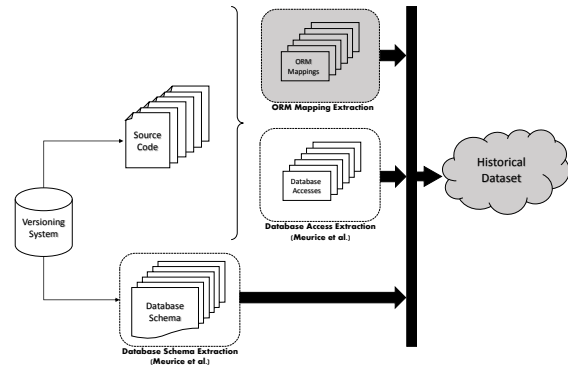 ORM
Mappings
ORM Mapping Extraction
Source
Code
Database
Accesses
Database Access Extraction
(Meurice et al.)
Historical
Dataset
Versioning
System
Database
Schema
Database Schema Extraction
(Meurice et al.)